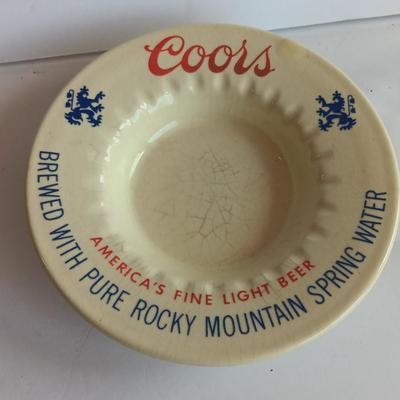 Coors
AMERICA'S FINE LIGHT BEER
BREWED WITH PURE ROCKY MOUNTAIN SPRING WATER